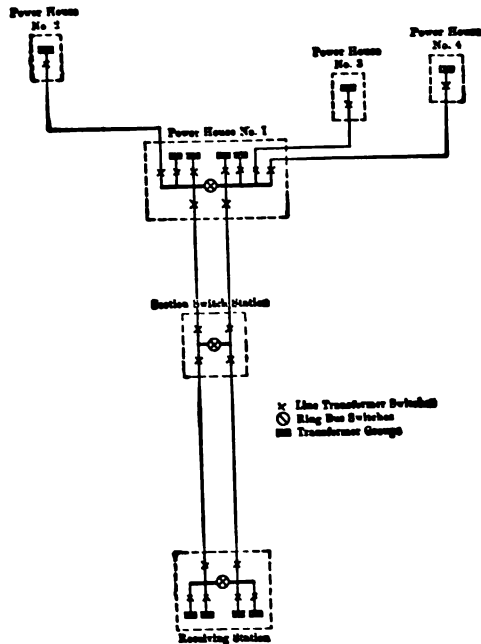 Power House
No. 2
Power House
No. 3
Power House
No. 4
Power House No. 1
Section Switch Station
Line Transformer Switches
Ring Bus Switches
Transformer Groups
Receiving Station